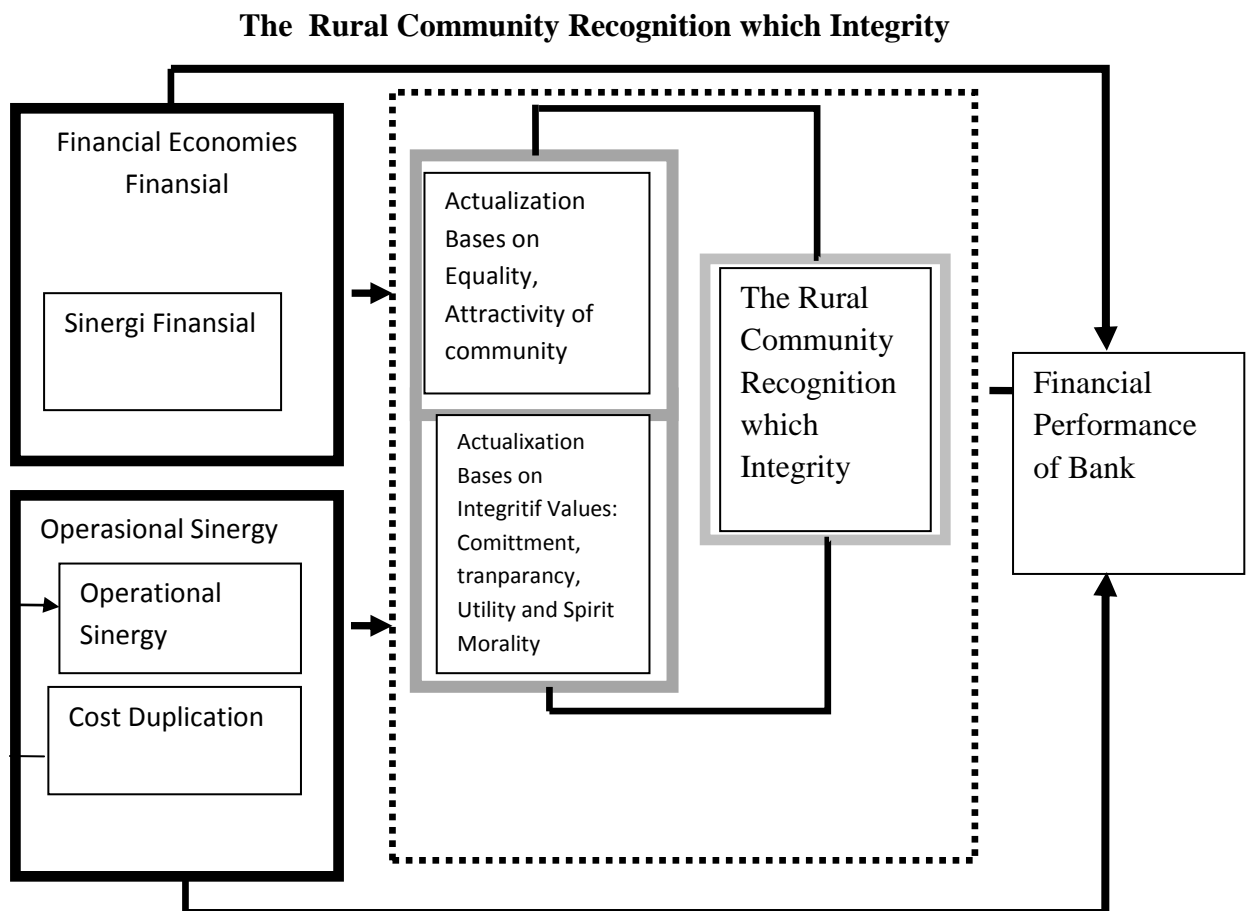 The Rural Community Recognition which Integrity
Financial Economies
Finansial
Sinergi Finansial
Operasional Sinergy
Operational
Sinergy
Cost Duplication
Actualization
Bases on
Equality,
Attractivity of
community
Actualixation
Bases on
Integritif Values:
Comittment,
tranparancy,
Utility and Spirit
Morality
The Rural
Community
Recognition
which
Integrity
Financial
Performance
of Bank